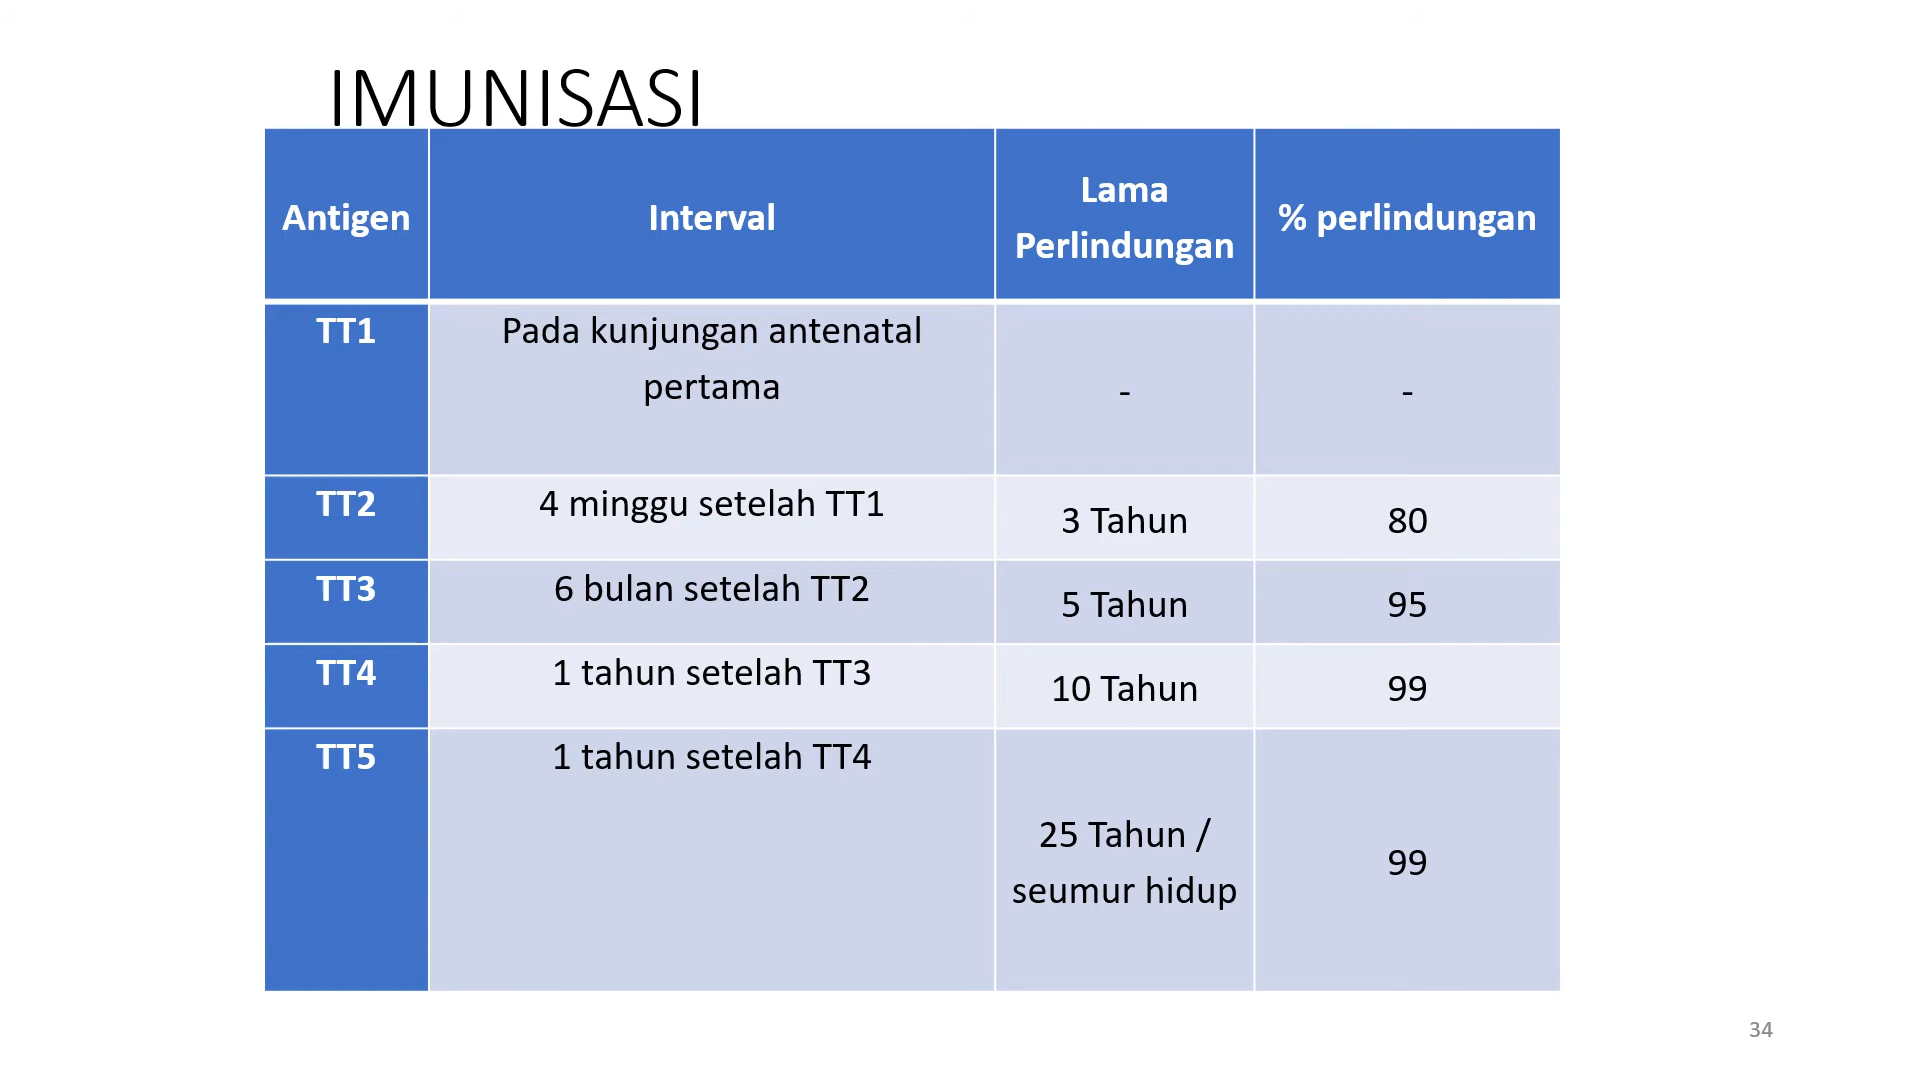 IMUNISASI
Antigen
Interval
Lama
Perlindungan
% perlindungan
TT1
Pada kunjungan antenatal
pertama
-
-
TT2
4 minggu setelah TT1
3 Tahun
80
TT3
6 bulan setelah TT2
5 Tahun
95
TT4
1 tahun setelah TT3
10 Tahun
99
TT5
1 tahun setelah TT4
25 Tahun /
seumur hidup
99
34